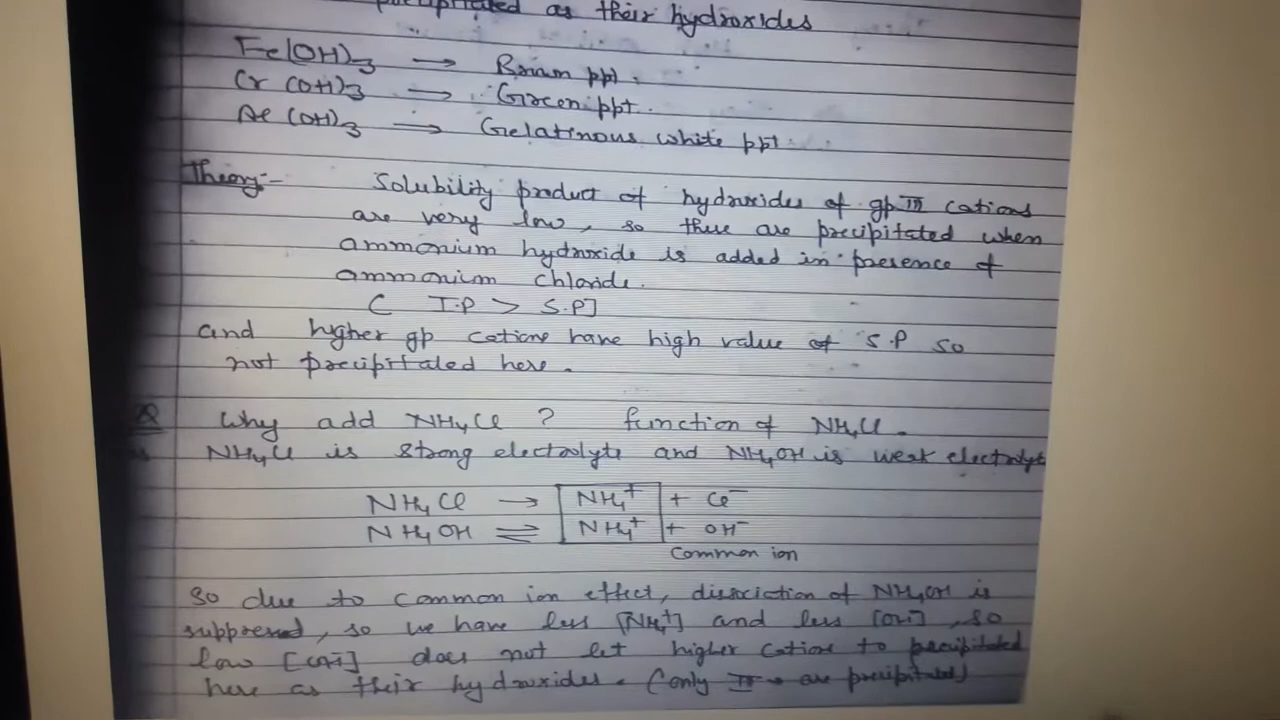 precipitated as their hydroxides
Fe(OH)3 → Brown ppt.
Cr(OH)3 → Green ppt.
Al(OH)3 → Gelatinous white ppt.
Theory:- Solubility product of hydroxides of gp III cations
are very low, so these are precipitated when
ammonium hydroxide is added in presence of
ammonium chloride.
[ I.P > S.P]
and higher gp cations have high value of S.P so
not precipitated here.
Q Why add NH4Cl ? function of NH4Cl.
NH4Cl is strong electrolyte and NH4OH is weak electrolyte
NH4Cl → NH4+ + Cl-
NH4OH ⇌ NH4+ + OH-
Common ion
So due to common ion effect, dissociation of NH4OH is
suppressed, so we have less [NH4+] and less [OH-], so
low [OH-] does not let higher cations to precipitated
here as their hydroxides. (only III are precipitated)